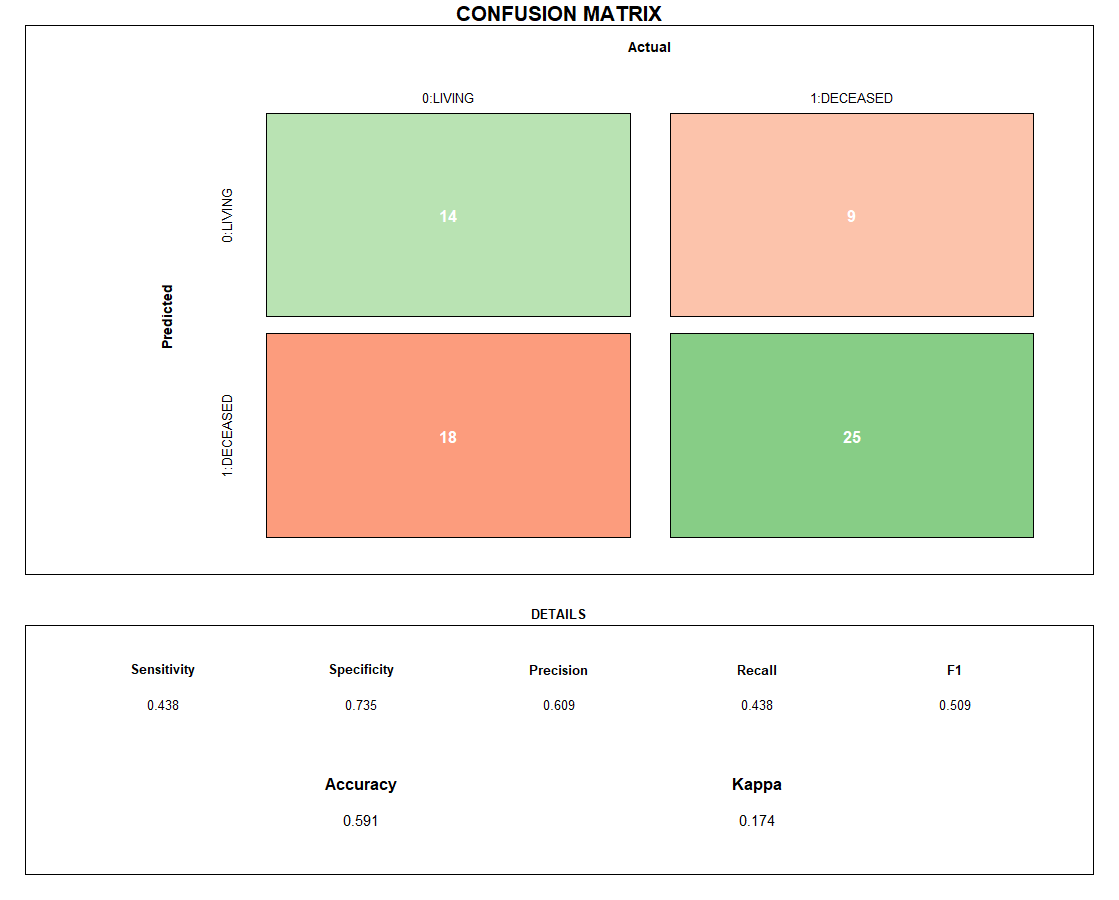 CONFUSION MATRIX
Actual
0:LIVING 1:DECEASED
Predicted
0:LIVING
14 9
1:DECEASED
18 25
DETAILS
Sensitivity Specificity Precision Recall F1
0.438 0.735 0.609 0.438 0.509
Accuracy Kappa
0.591 0.174